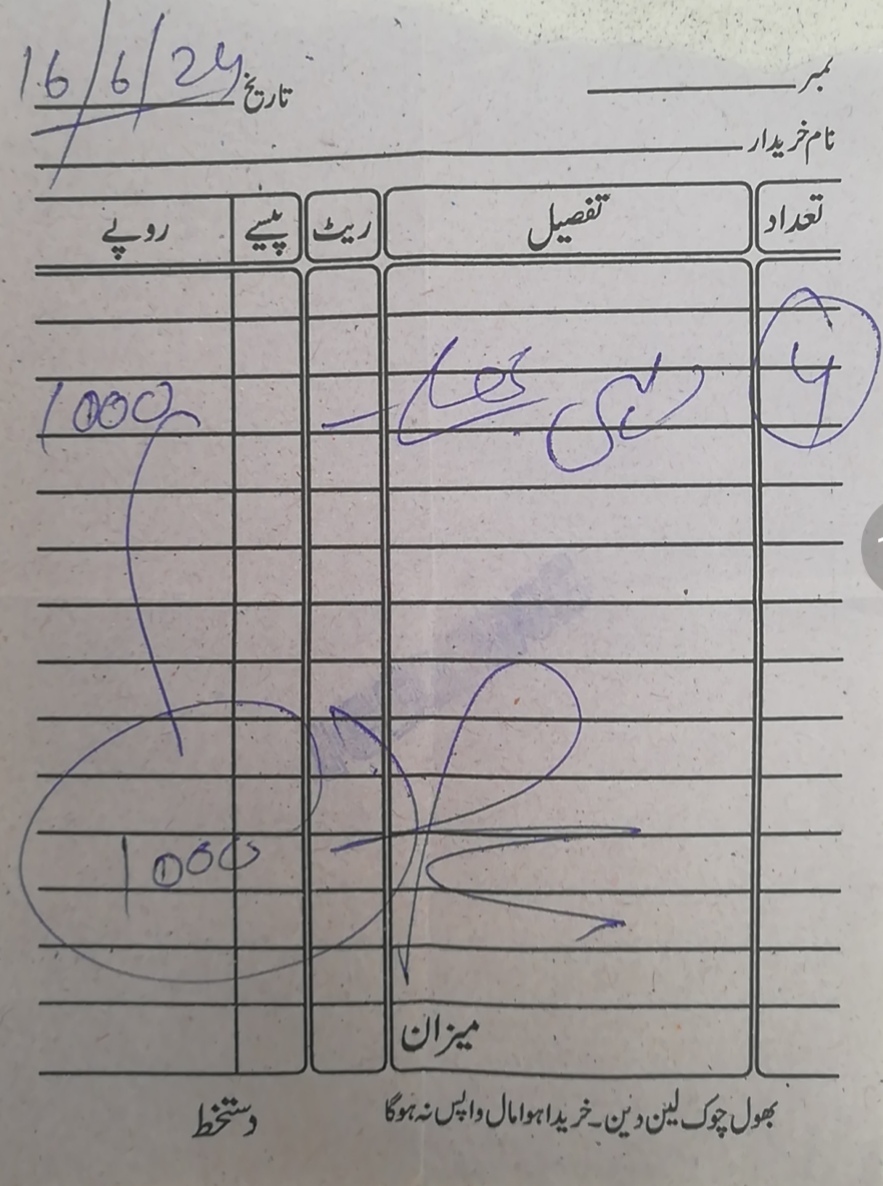 نمبر
تاریخ 16/6/24
نام خریدار
تعداد تفصیل ریٹ پیسے روپے
4 1000
1000
میزان
بھول چوک لین دین۔ خریدا ہوا مال واپس نہ ہوگا
دستخط